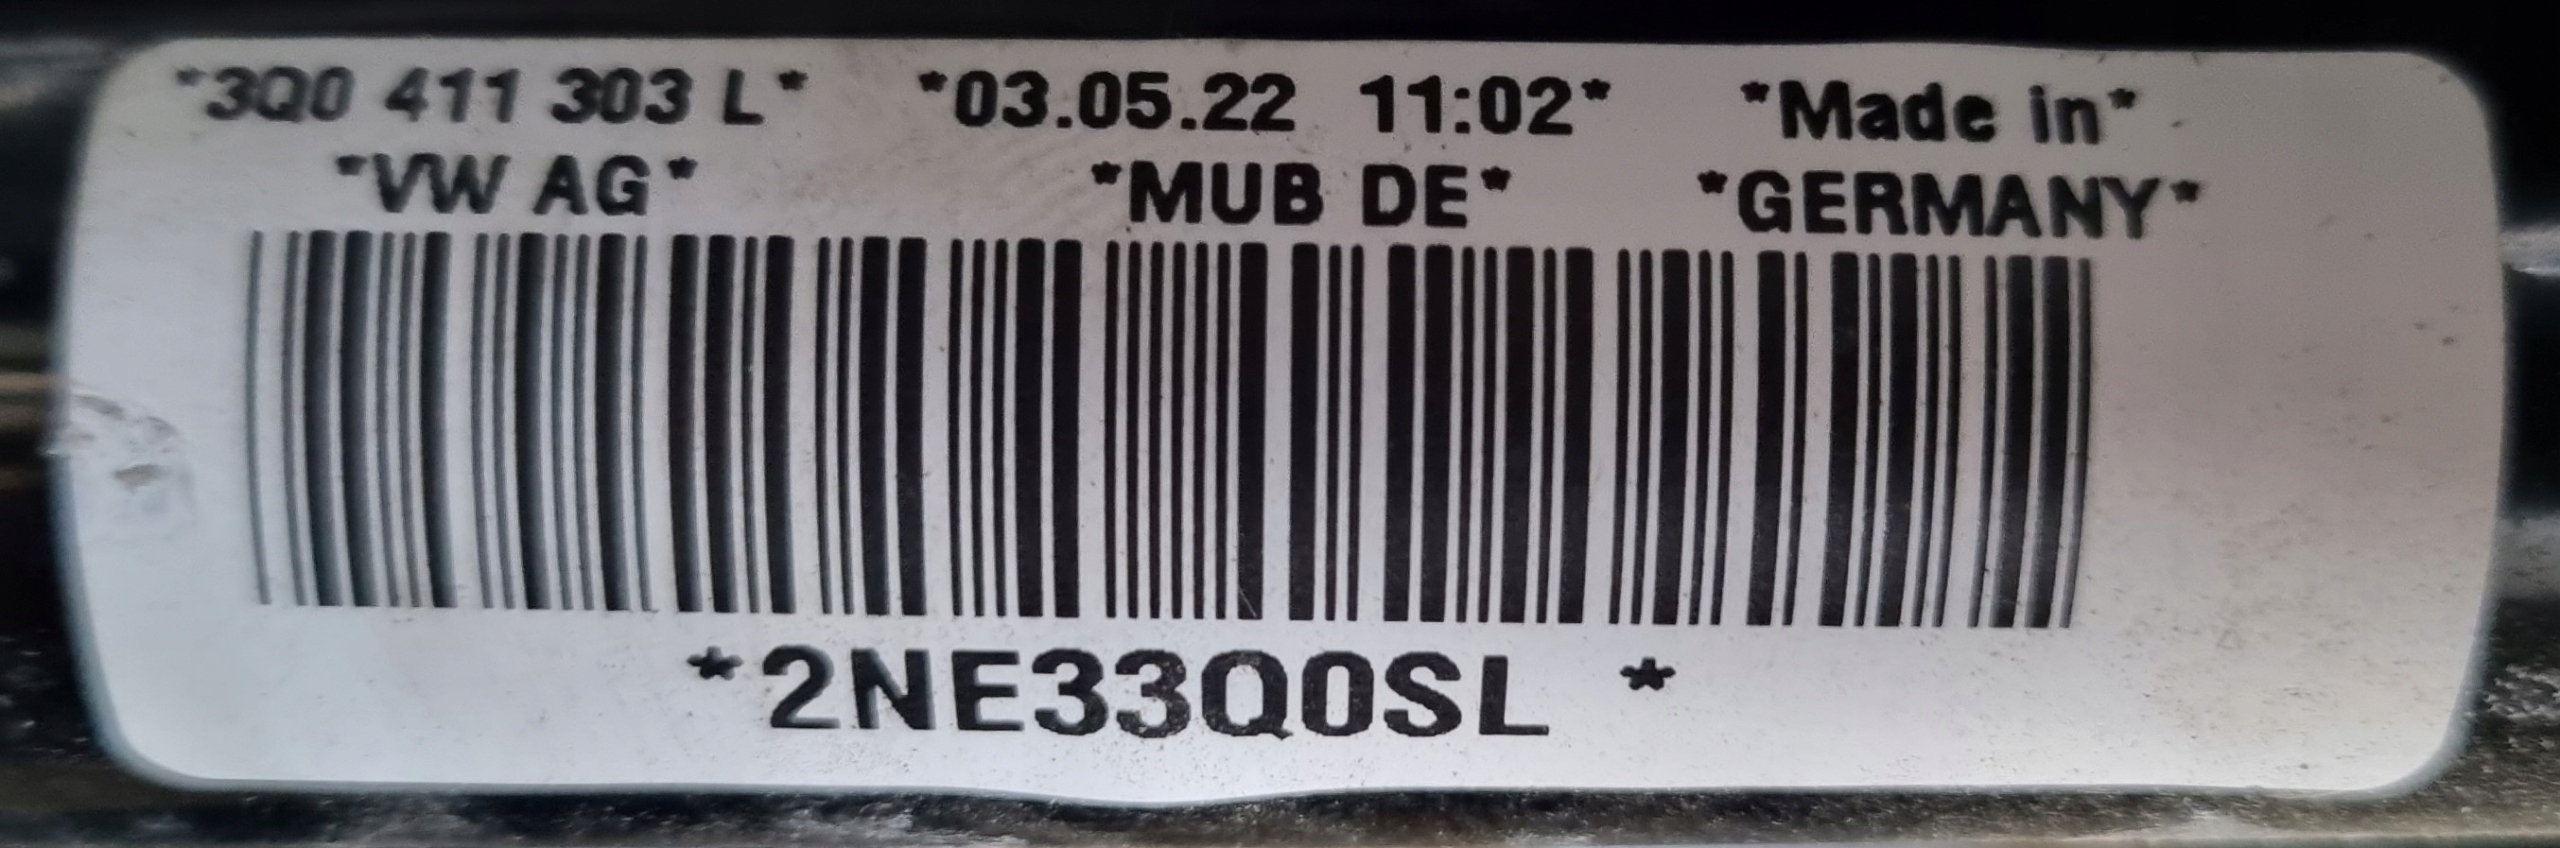 *3Q0 411 303 L* *03.05.22 11:02* *Made in*
*VW AG* *MUB DE* *GERMANY*
*2NE33Q0SL *